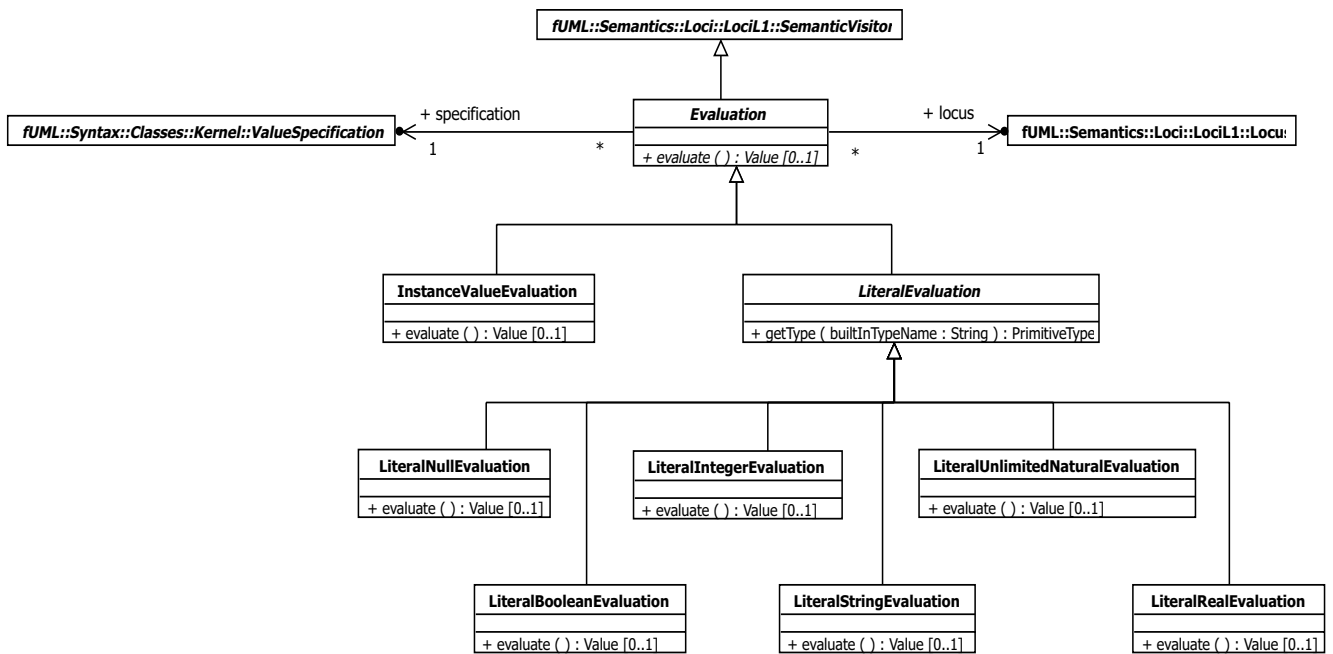 fUML::Semantics::Loci::LociL1::SemanticVisitor
+ specification
Evaluation
+ locus
fUML::Syntax::Classes::Kernel::ValueSpecification
fUML::Semantics::Loci::LociL1::Locus
1
*
+ evaluate ( ) : Value [0..1]
*
1
InstanceValueEvaluation
LiteralEvaluation
+ evaluate ( ) : Value [0..1]
+ getType ( builtInTypeName : String ) : PrimitiveType
LiteralNullEvaluation
LiteralIntegerEvaluation
LiteralUnlimitedNaturalEvaluation
+ evaluate ( ) : Value [0..1]
+ evaluate ( ) : Value [0..1]
+ evaluate ( ) : Value [0..1]
LiteralBooleanEvaluation
LiteralStringEvaluation
LiteralRealEvaluation
+ evaluate ( ) : Value [0..1]
+ evaluate ( ) : Value [0..1]
+ evaluate ( ) : Value [0..1]